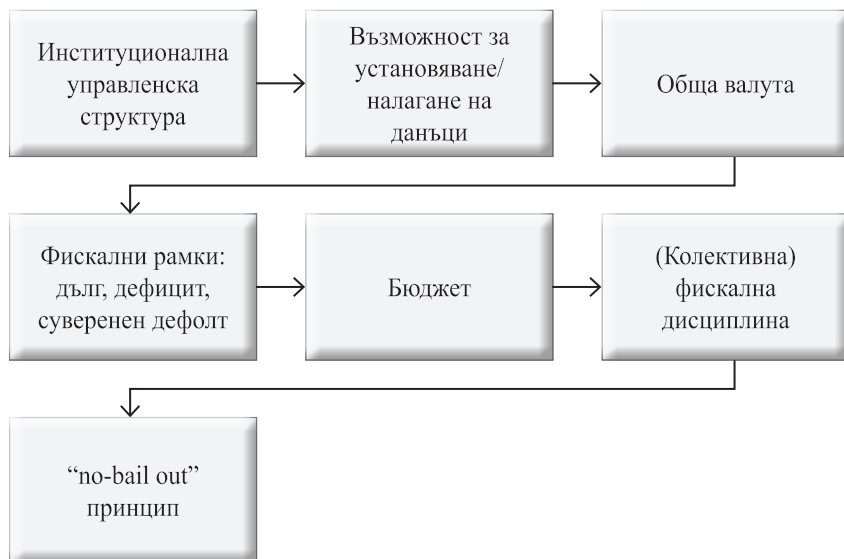 Институционална
управленска
структура
Възможност за
установяване/
налагане на
данъци
Обща валута
Фискални рамки:
дълг, дефицит,
суверенен дефолт
Бюджет
(Колективна)
фискална
дисциплина
“no-bail out”
принцип